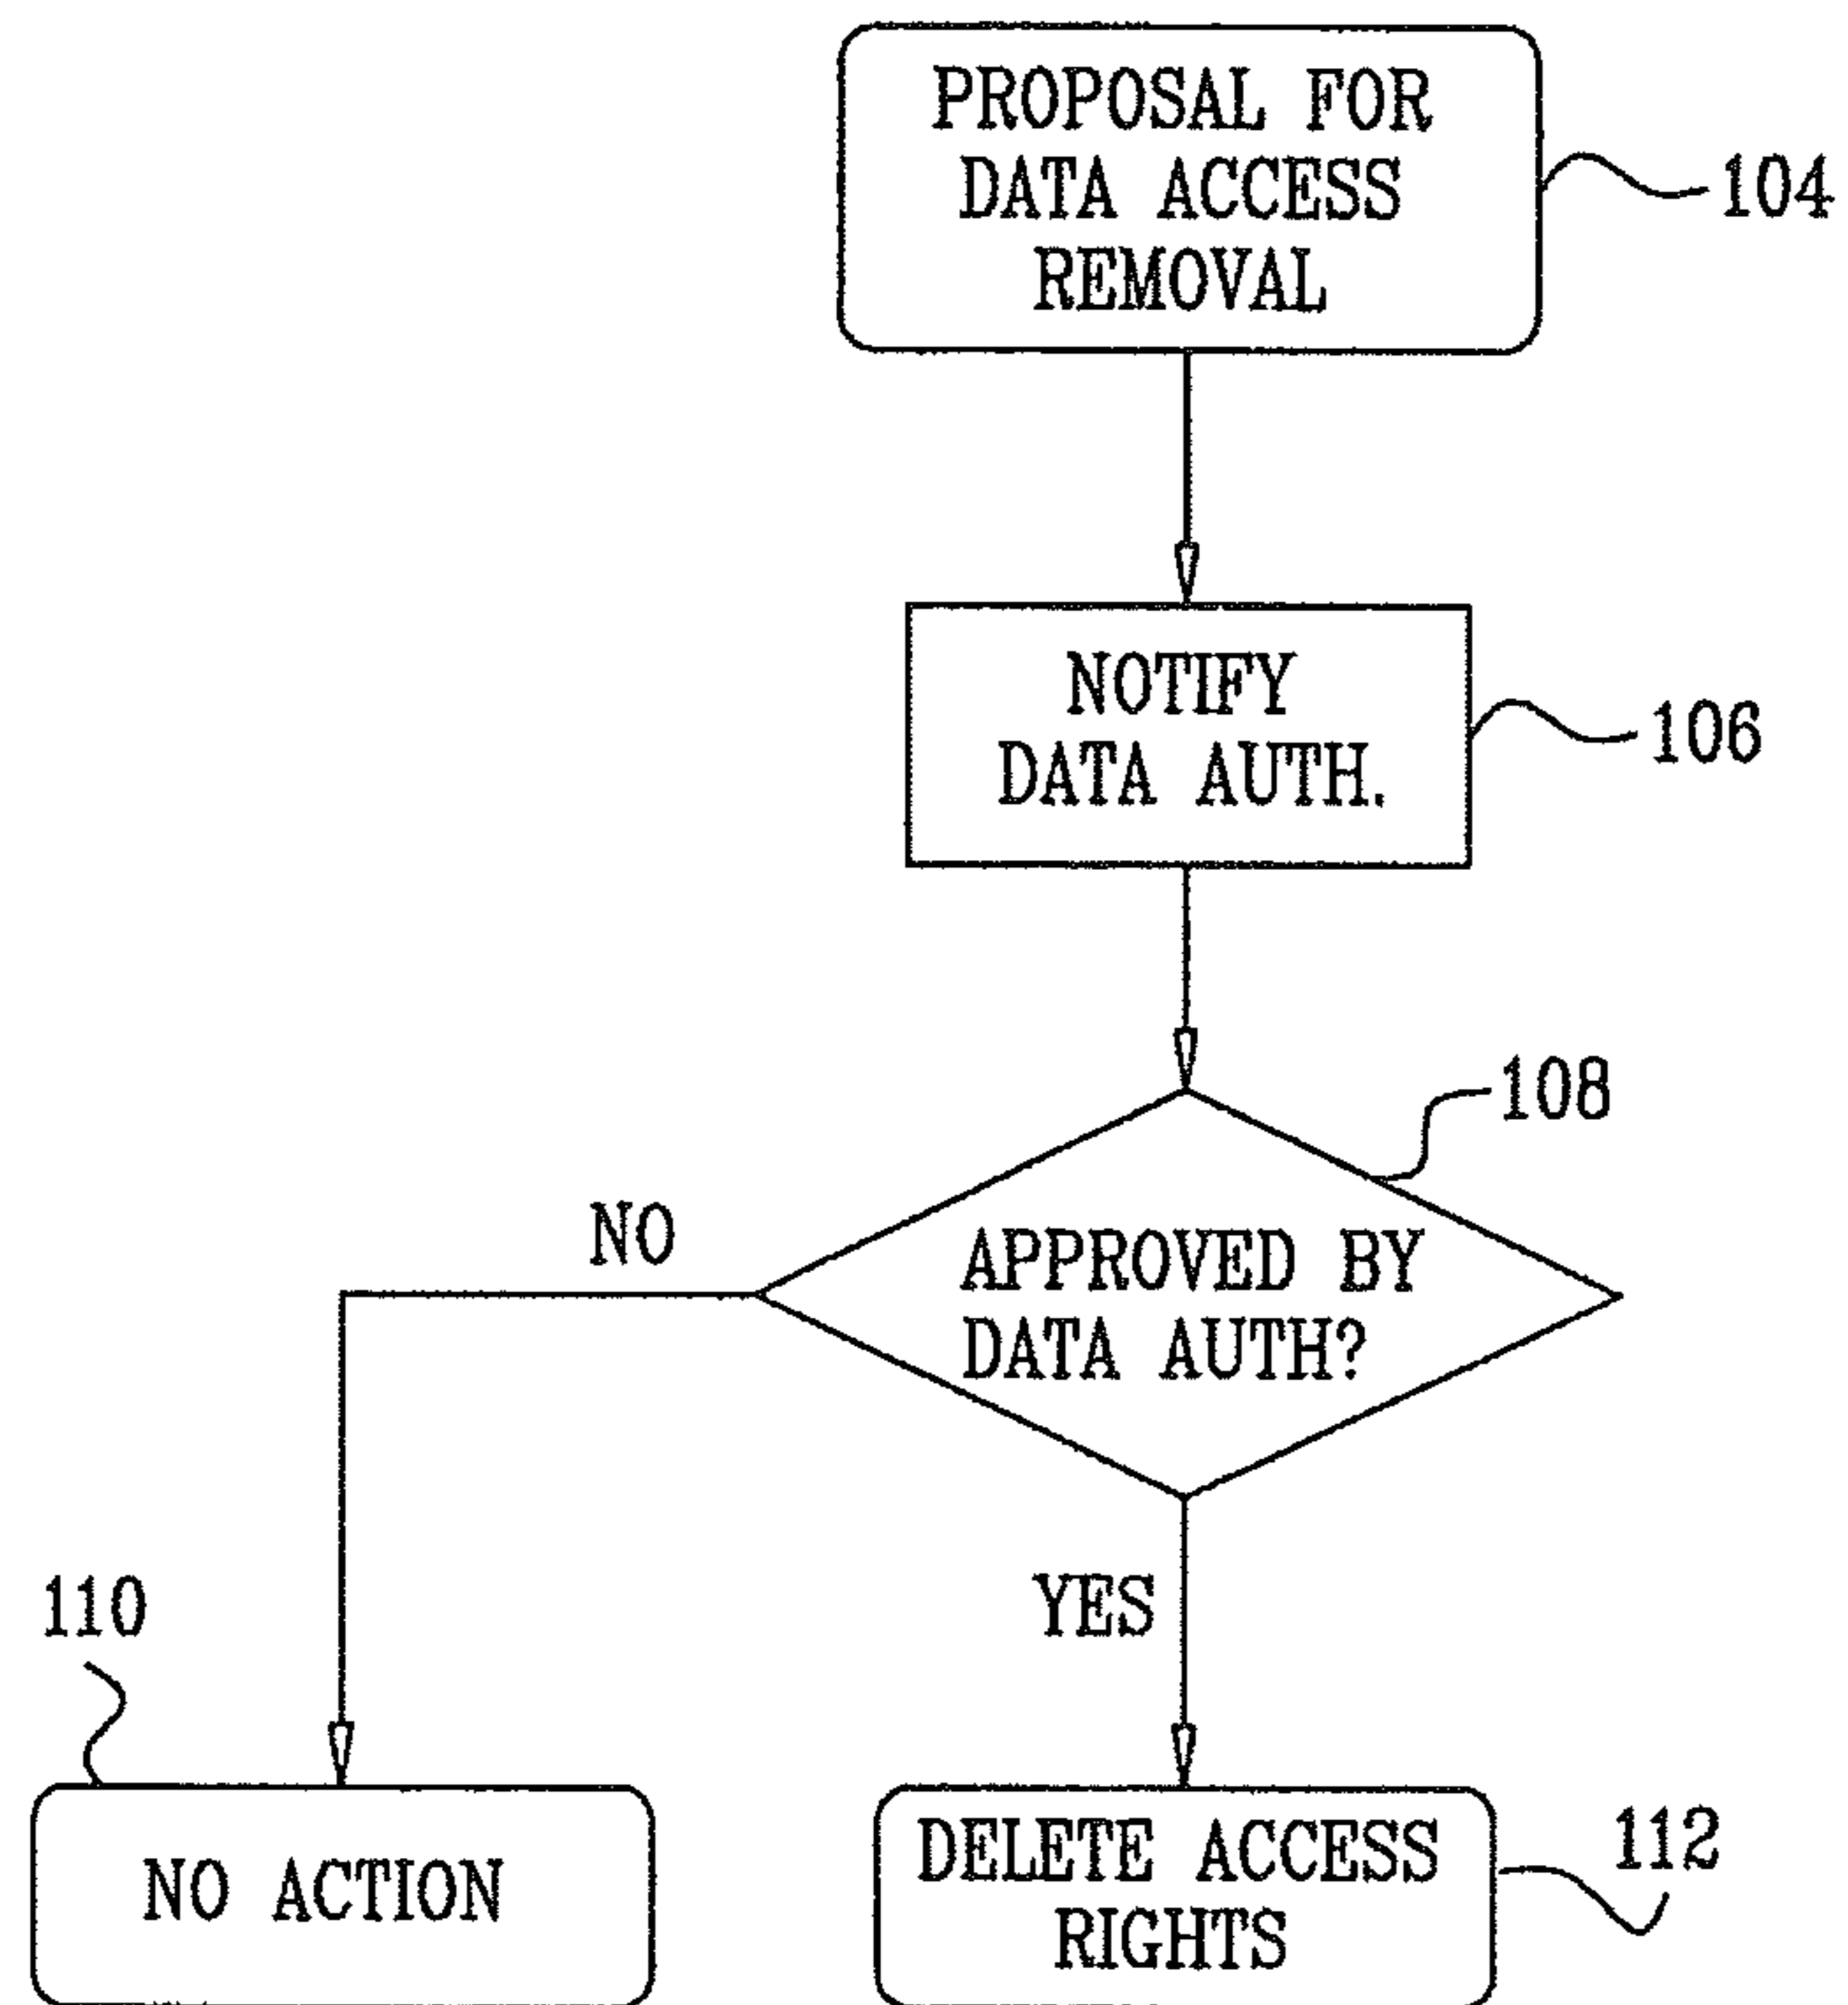 PROPOSAL FOR
DATA ACCESS
REMOVAL
104
NOTIFY
DATA AUTH.
106
108
NO
APPROVED BY
DATA AUTH?
YES
110
NO ACTION
DELETE ACCESS
RIGHTS
112